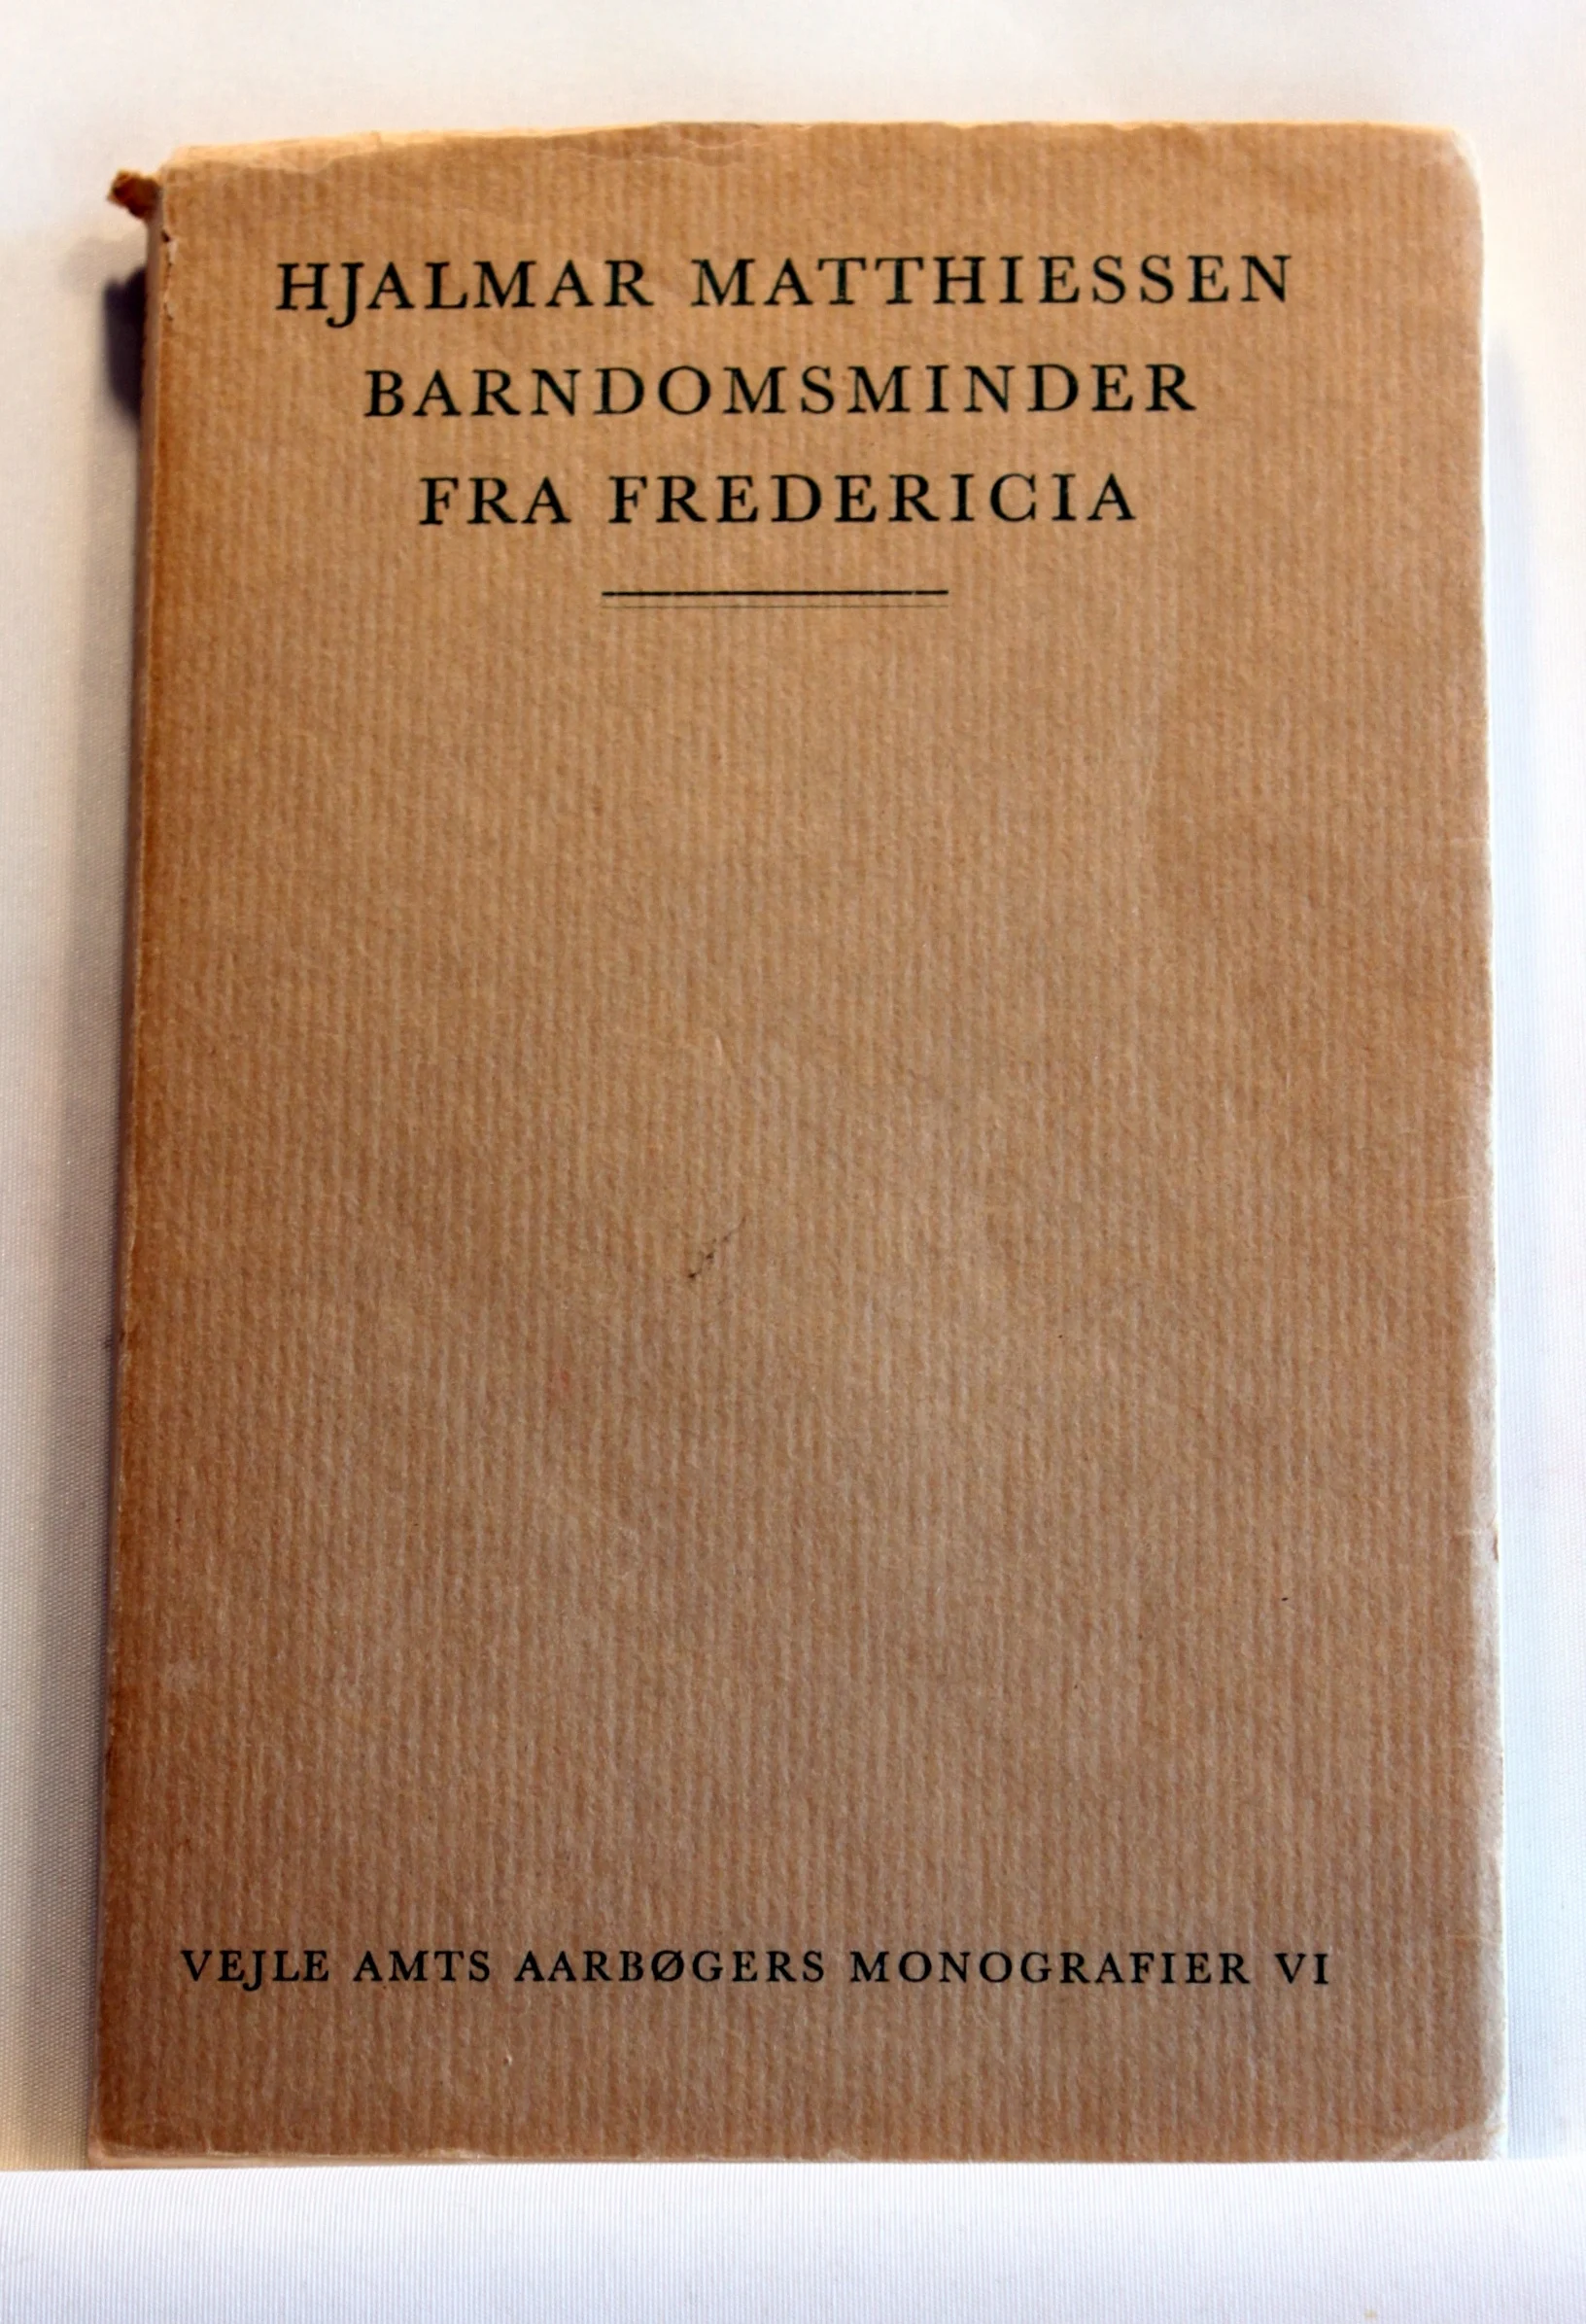 HJALMAR MATTHIESSEN
BARNDOMSMINDER
FRA FREDERICIA
VEJLE AMTS AARBØGERS MONOGRAFIER VI